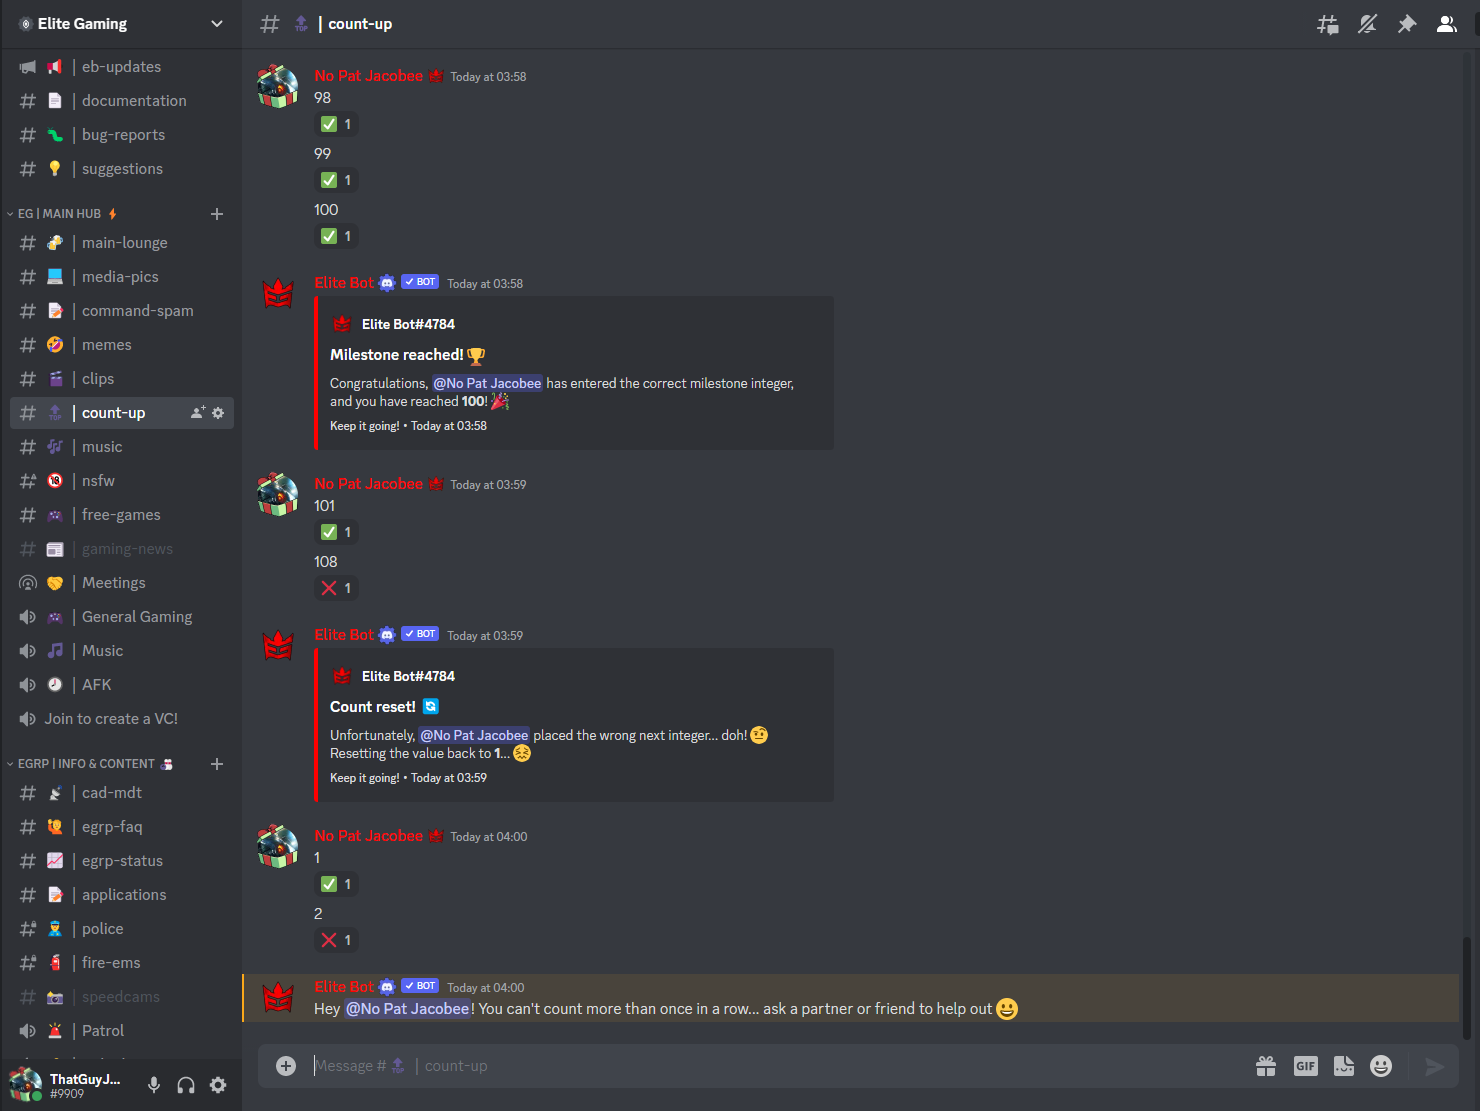 Elite Gaming
eb-updates
documentation
bug-reports
suggestions
EG | MAIN HUB
main-lounge
media-pics
command-spam
memes
clips
TOP | count-up
music
nsfw
free-games
gaming-news
Meetings
General Gaming
Music
AFK
Join to create a VC!
EGRP | INFO & CONTENT
cad-mdt
egrp-faq
egrp-status
applications
police
fire-ems
speedcams
Patrol
ThatGuyJ...
#9909
TOP | count-up
No Pat Jacobee Today at 03:58
98
1
99
1
100
1
Elite Bot BOT Today at 03:58
Elite Bot#4784
Milestone reached!
Congratulations, @No Pat Jacobee has entered the correct milestone integer,
and you have reached 100!
Keep it going! • Today at 03:58
No Pat Jacobee Today at 03:59
101
1
108
1
Elite Bot BOT Today at 03:59
Elite Bot#4784
Count reset!
Unfortunately, @No Pat Jacobee placed the wrong next integer... doh!
Resetting the value back to 1...
Keep it going! • Today at 03:59
No Pat Jacobee Today at 04:00
1
1
2
1
Elite Bot BOT Today at 04:00
Hey @No Pat Jacobee! You can't count more than once in a row... ask a partner or friend to help out
Message # TOP | count-up
GIF